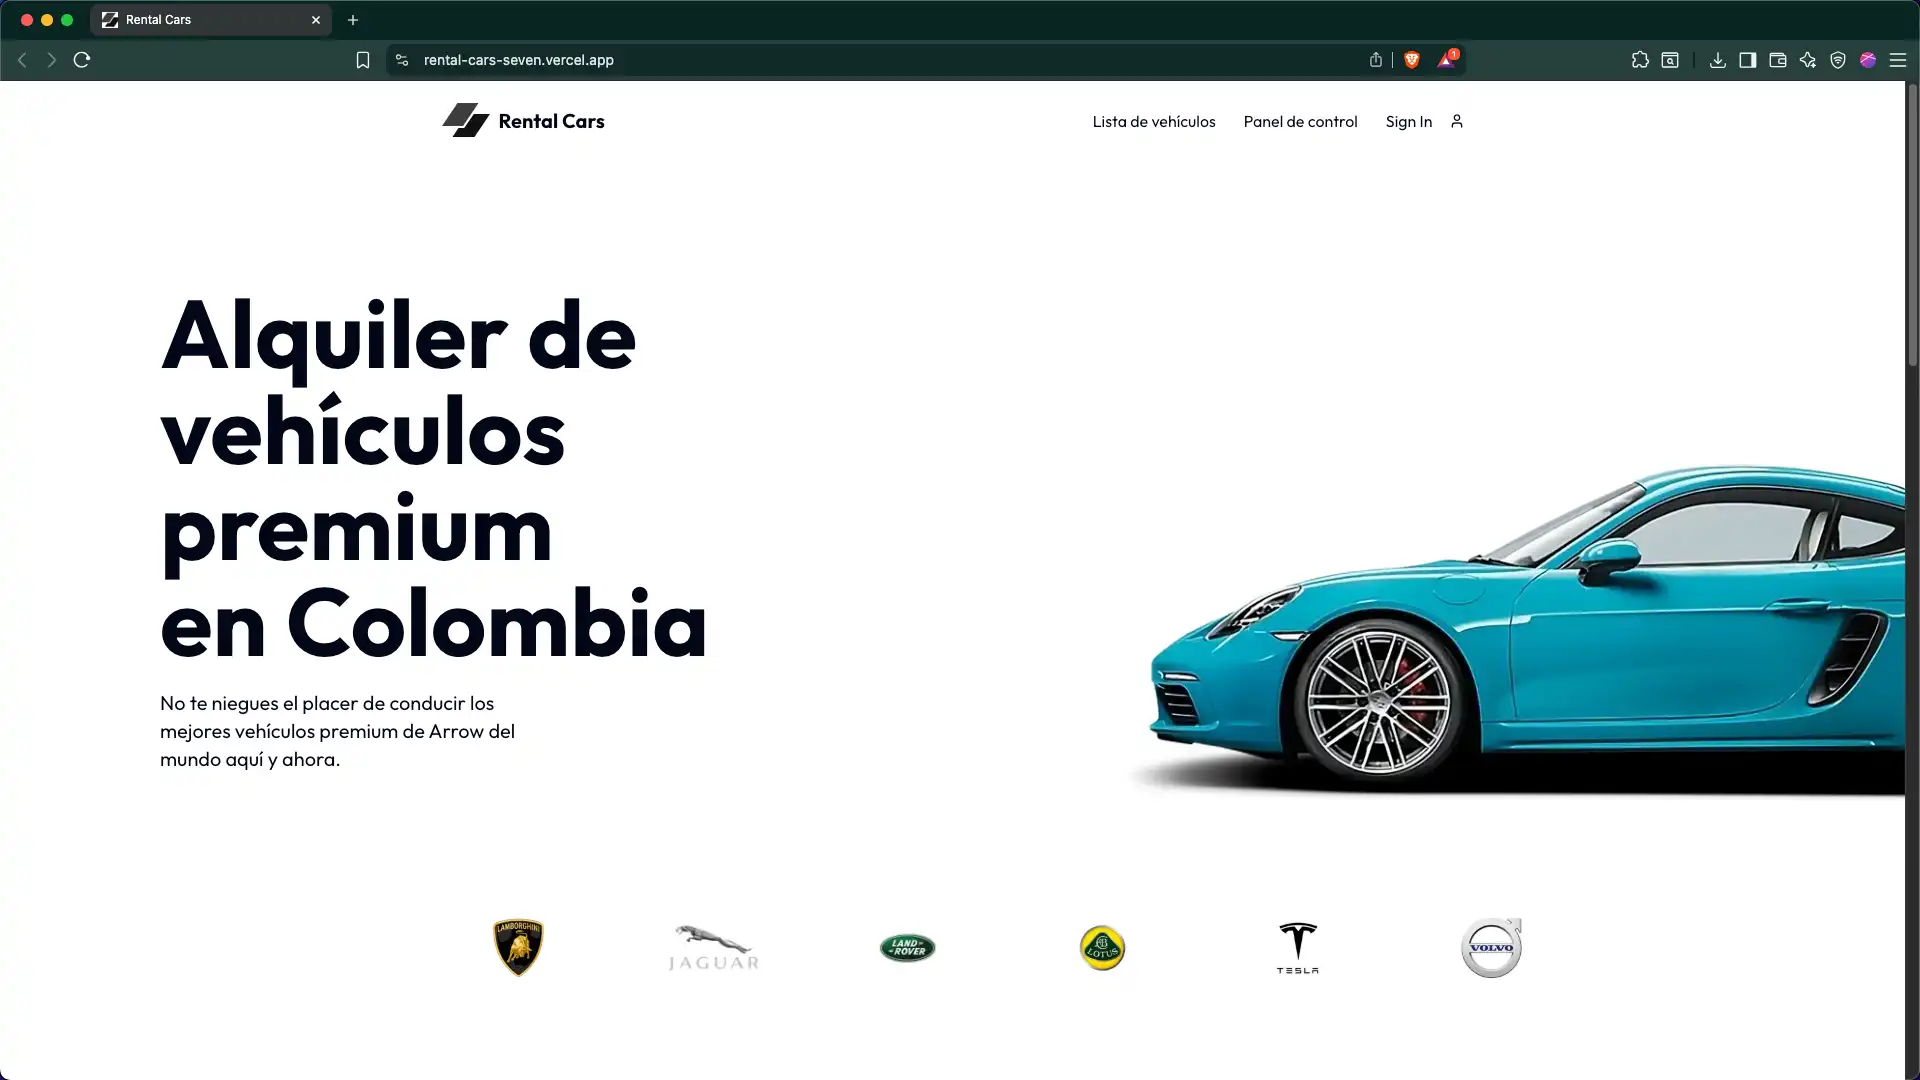 Rental Cars
rental-cars-seven.vercel.app
1
Rental Cars
Lista de vehículos
Panel de control
Sign In
Alquiler de
vehículos
premium
en Colombia
No te niegues el placer de conducir los
mejores vehículos premium de Arrow del
mundo aquí y ahora.
LAMBORGHINI
JAGUAR
LAND-
-ROVER
LOTUS
TESLA
VOLVO